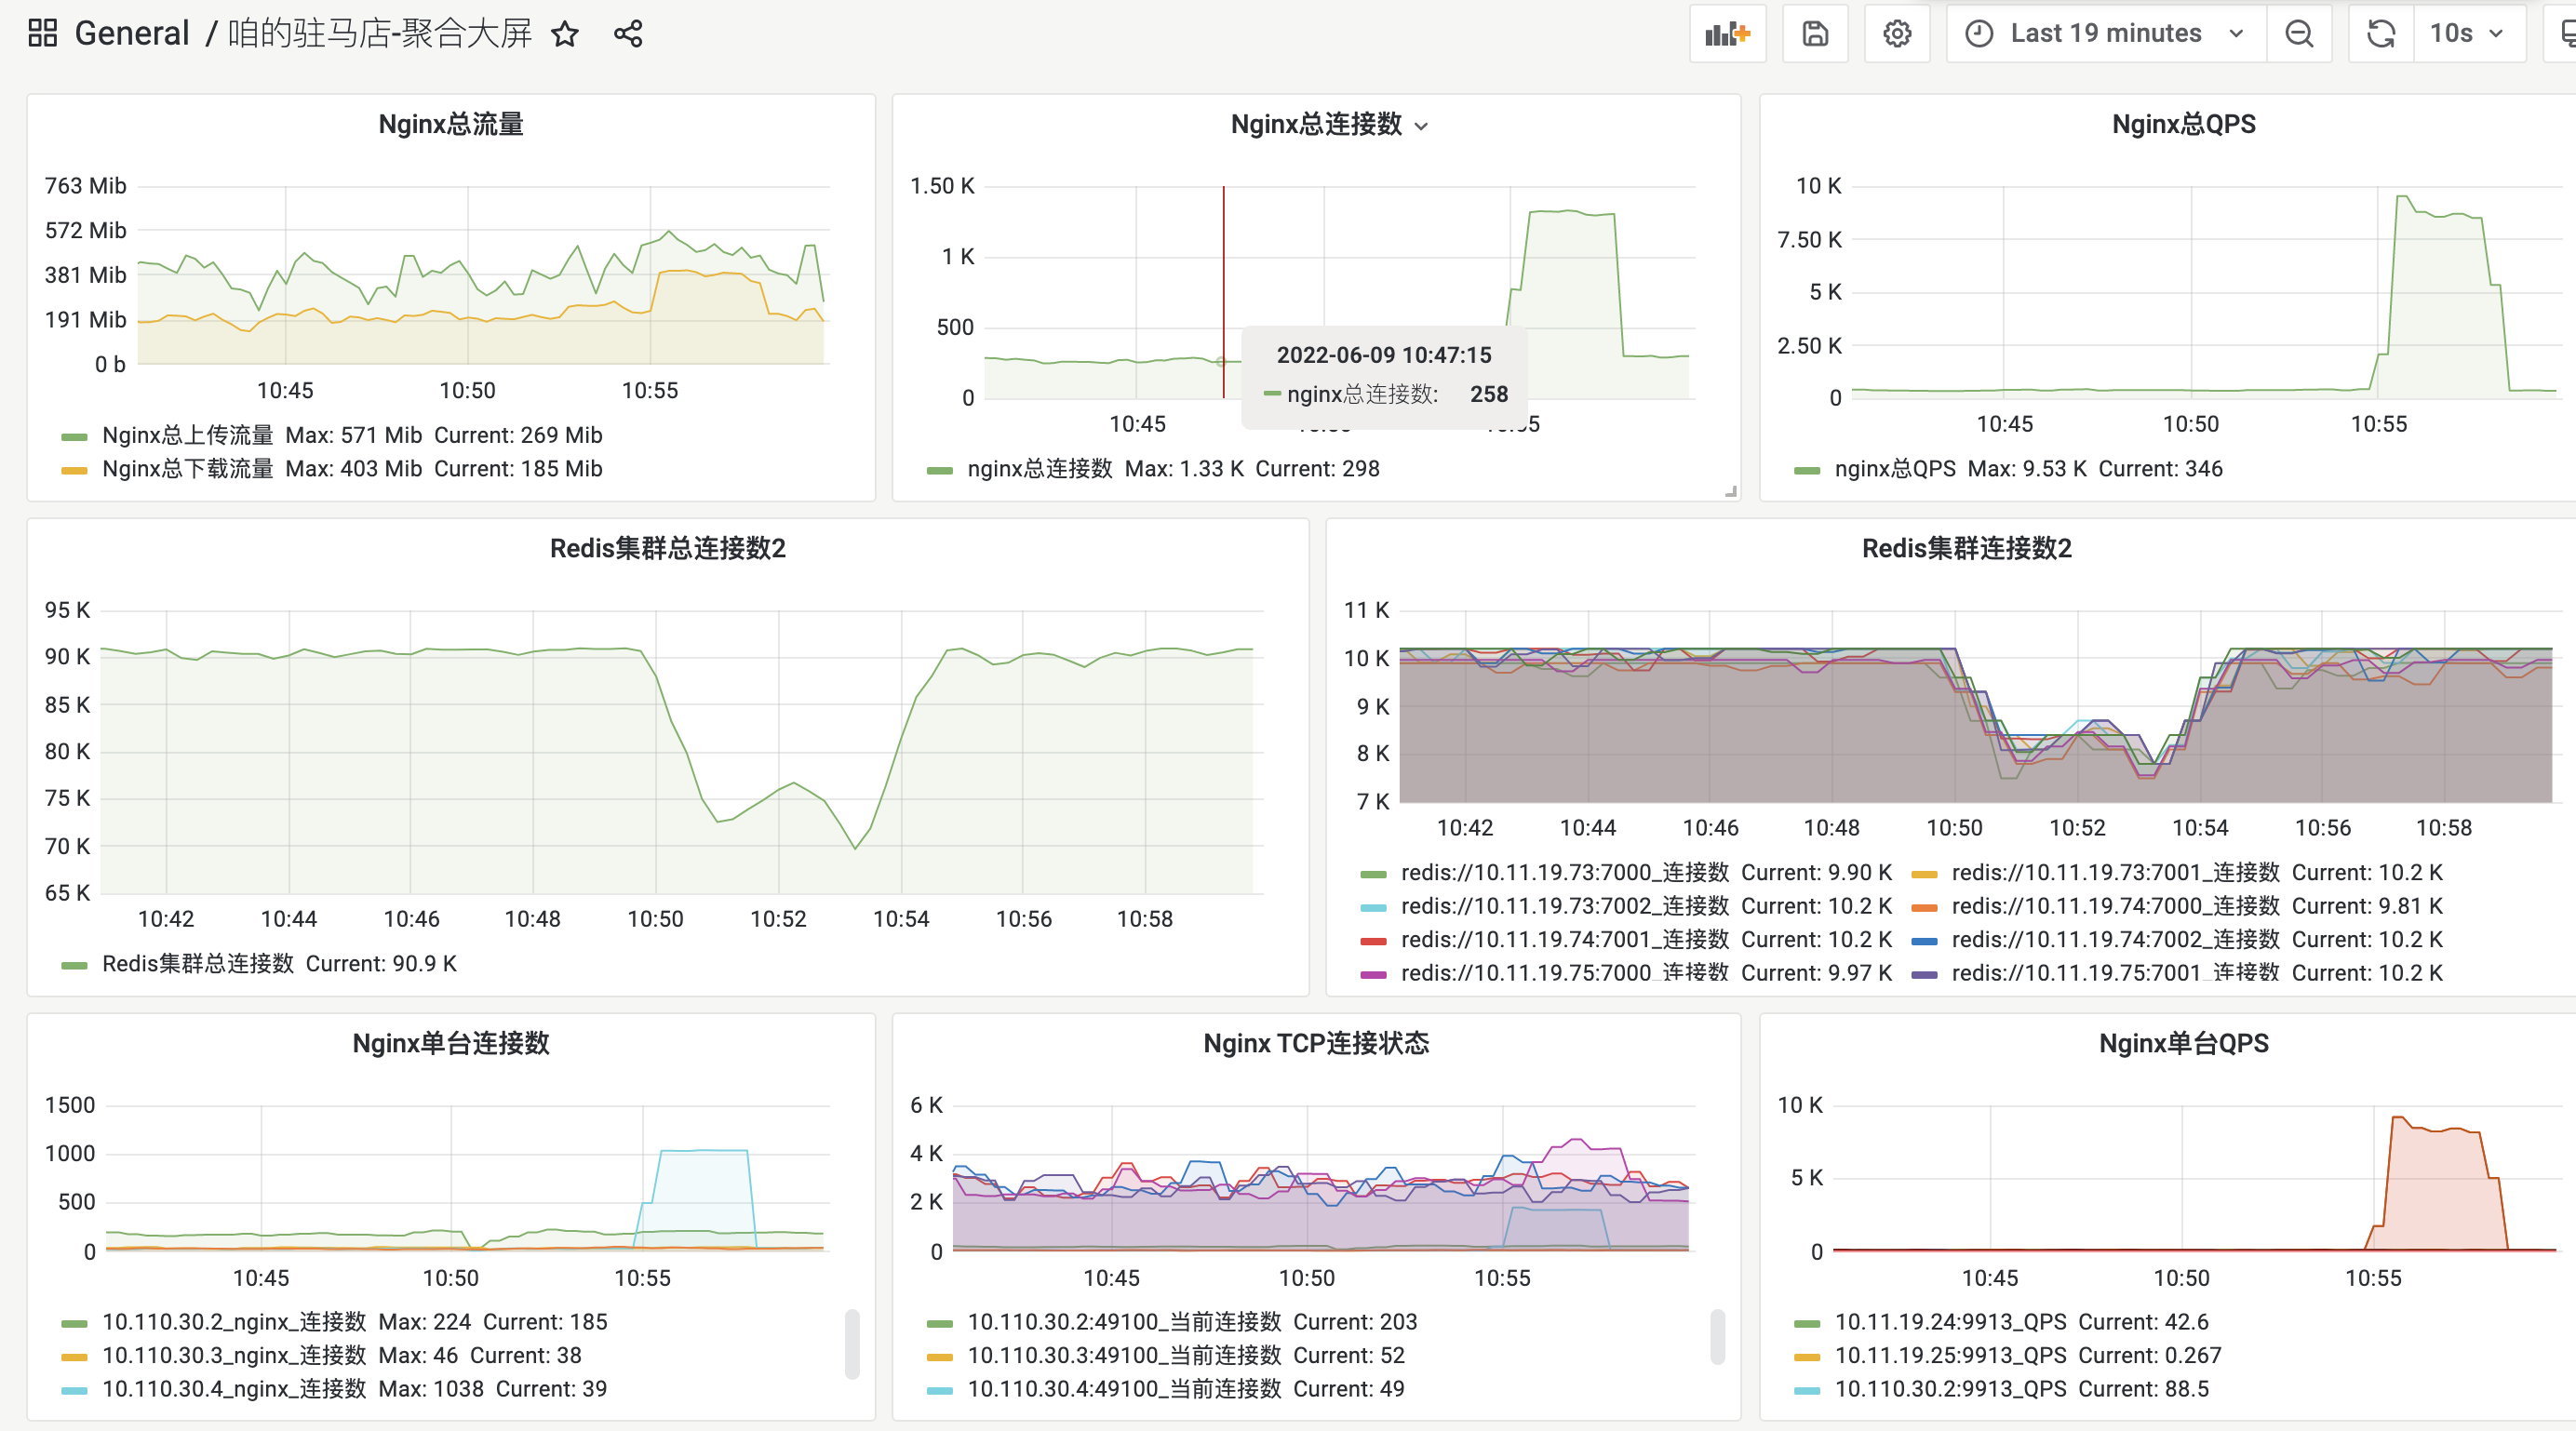 General / 咱的驻马店-聚合大屏
Last 19 minutes
10s
Nginx总流量
763 Mib
572 Mib
381 Mib
191 Mib
0 b
10:45 10:50 10:55
Nginx总上传流量 Max: 571 Mib Current: 269 Mib
Nginx总下载流量 Max: 403 Mib Current: 185 Mib
Nginx总连接数
1.50 K
1 K
500
0
10:45
2022-06-09 10:47:15
nginx总连接数: 258
nginx总连接数 Max: 1.33 K Current: 298
Nginx总QPS
10 K
7.50 K
5 K
2.50 K
0
10:45 10:50 10:55
nginx总QPS Max: 9.53 K Current: 346
Redis集群总连接数2
95 K
90 K
85 K
80 K
75 K
70 K
65 K
10:42 10:44 10:46 10:48 10:50 10:52 10:54 10:56 10:58
Redis集群总连接数 Current: 90.9 K
Redis集群连接数2
11 K
10 K
9 K
8 K
7 K
10:42 10:44 10:46 10:48 10:50 10:52 10:54 10:56 10:58
redis://10.11.19.73:7000_连接数 Current: 9.90 K redis://10.11.19.73:7001_连接数 Current: 10.2 K
redis://10.11.19.73:7002_连接数 Current: 10.2 K redis://10.11.19.74:7000_连接数 Current: 9.81 K
redis://10.11.19.74:7001_连接数 Current: 10.2 K redis://10.11.19.74:7002_连接数 Current: 10.2 K
redis://10.11.19.75:7000_连接数 Current: 9.97 K redis://10.11.19.75:7001_连接数 Current: 10.2 K
Nginx单台连接数
1500
1000
500
0
10:45 10:50 10:55
10.110.30.2_nginx_连接数 Max: 224 Current: 185
10.110.30.3_nginx_连接数 Max: 46 Current: 38
10.110.30.4_nginx_连接数 Max: 1038 Current: 39
Nginx TCP连接状态
6 K
4 K
2 K
0
10:45 10:50 10:55
10.110.30.2:49100_当前连接数 Current: 203
10.110.30.3:49100_当前连接数 Current: 52
10.110.30.4:49100_当前连接数 Current: 49
Nginx单台QPS
10 K
5 K
0
10:45 10:50 10:55
10.11.19.24:9913_QPS Current: 42.6
10.11.19.25:9913_QPS Current: 0.267
10.110.30.2:9913_QPS Current: 88.5